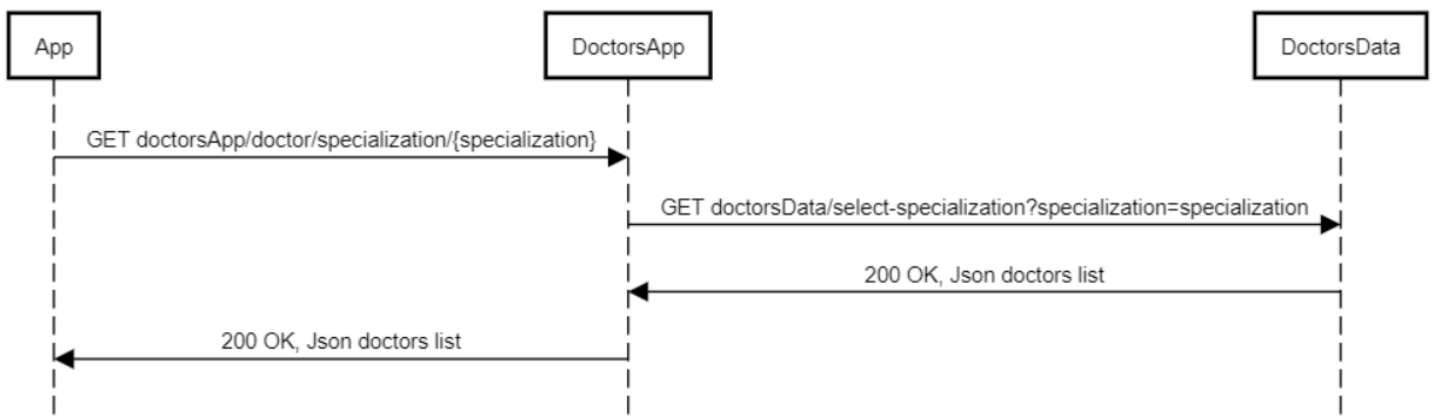 App
DoctorsApp
DoctorsData
GET doctorsApp/doctor/specialization/{specialization}
GET doctorsData/select-specialization?specialization=specialization
200 OK, Json doctors list
200 OK, Json doctors list